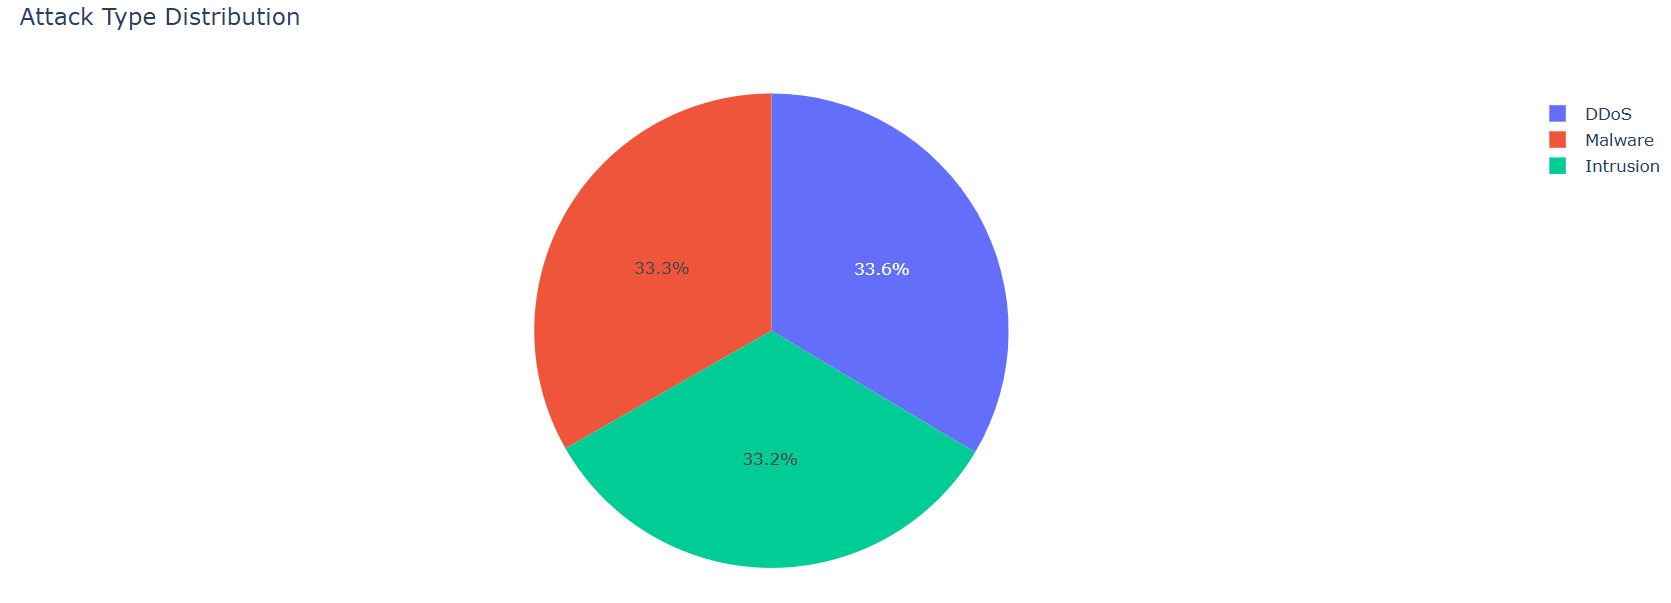 Attack Type Distribution
DDoS
Malware
Intrusion
33.3%
33.6%
33.2%